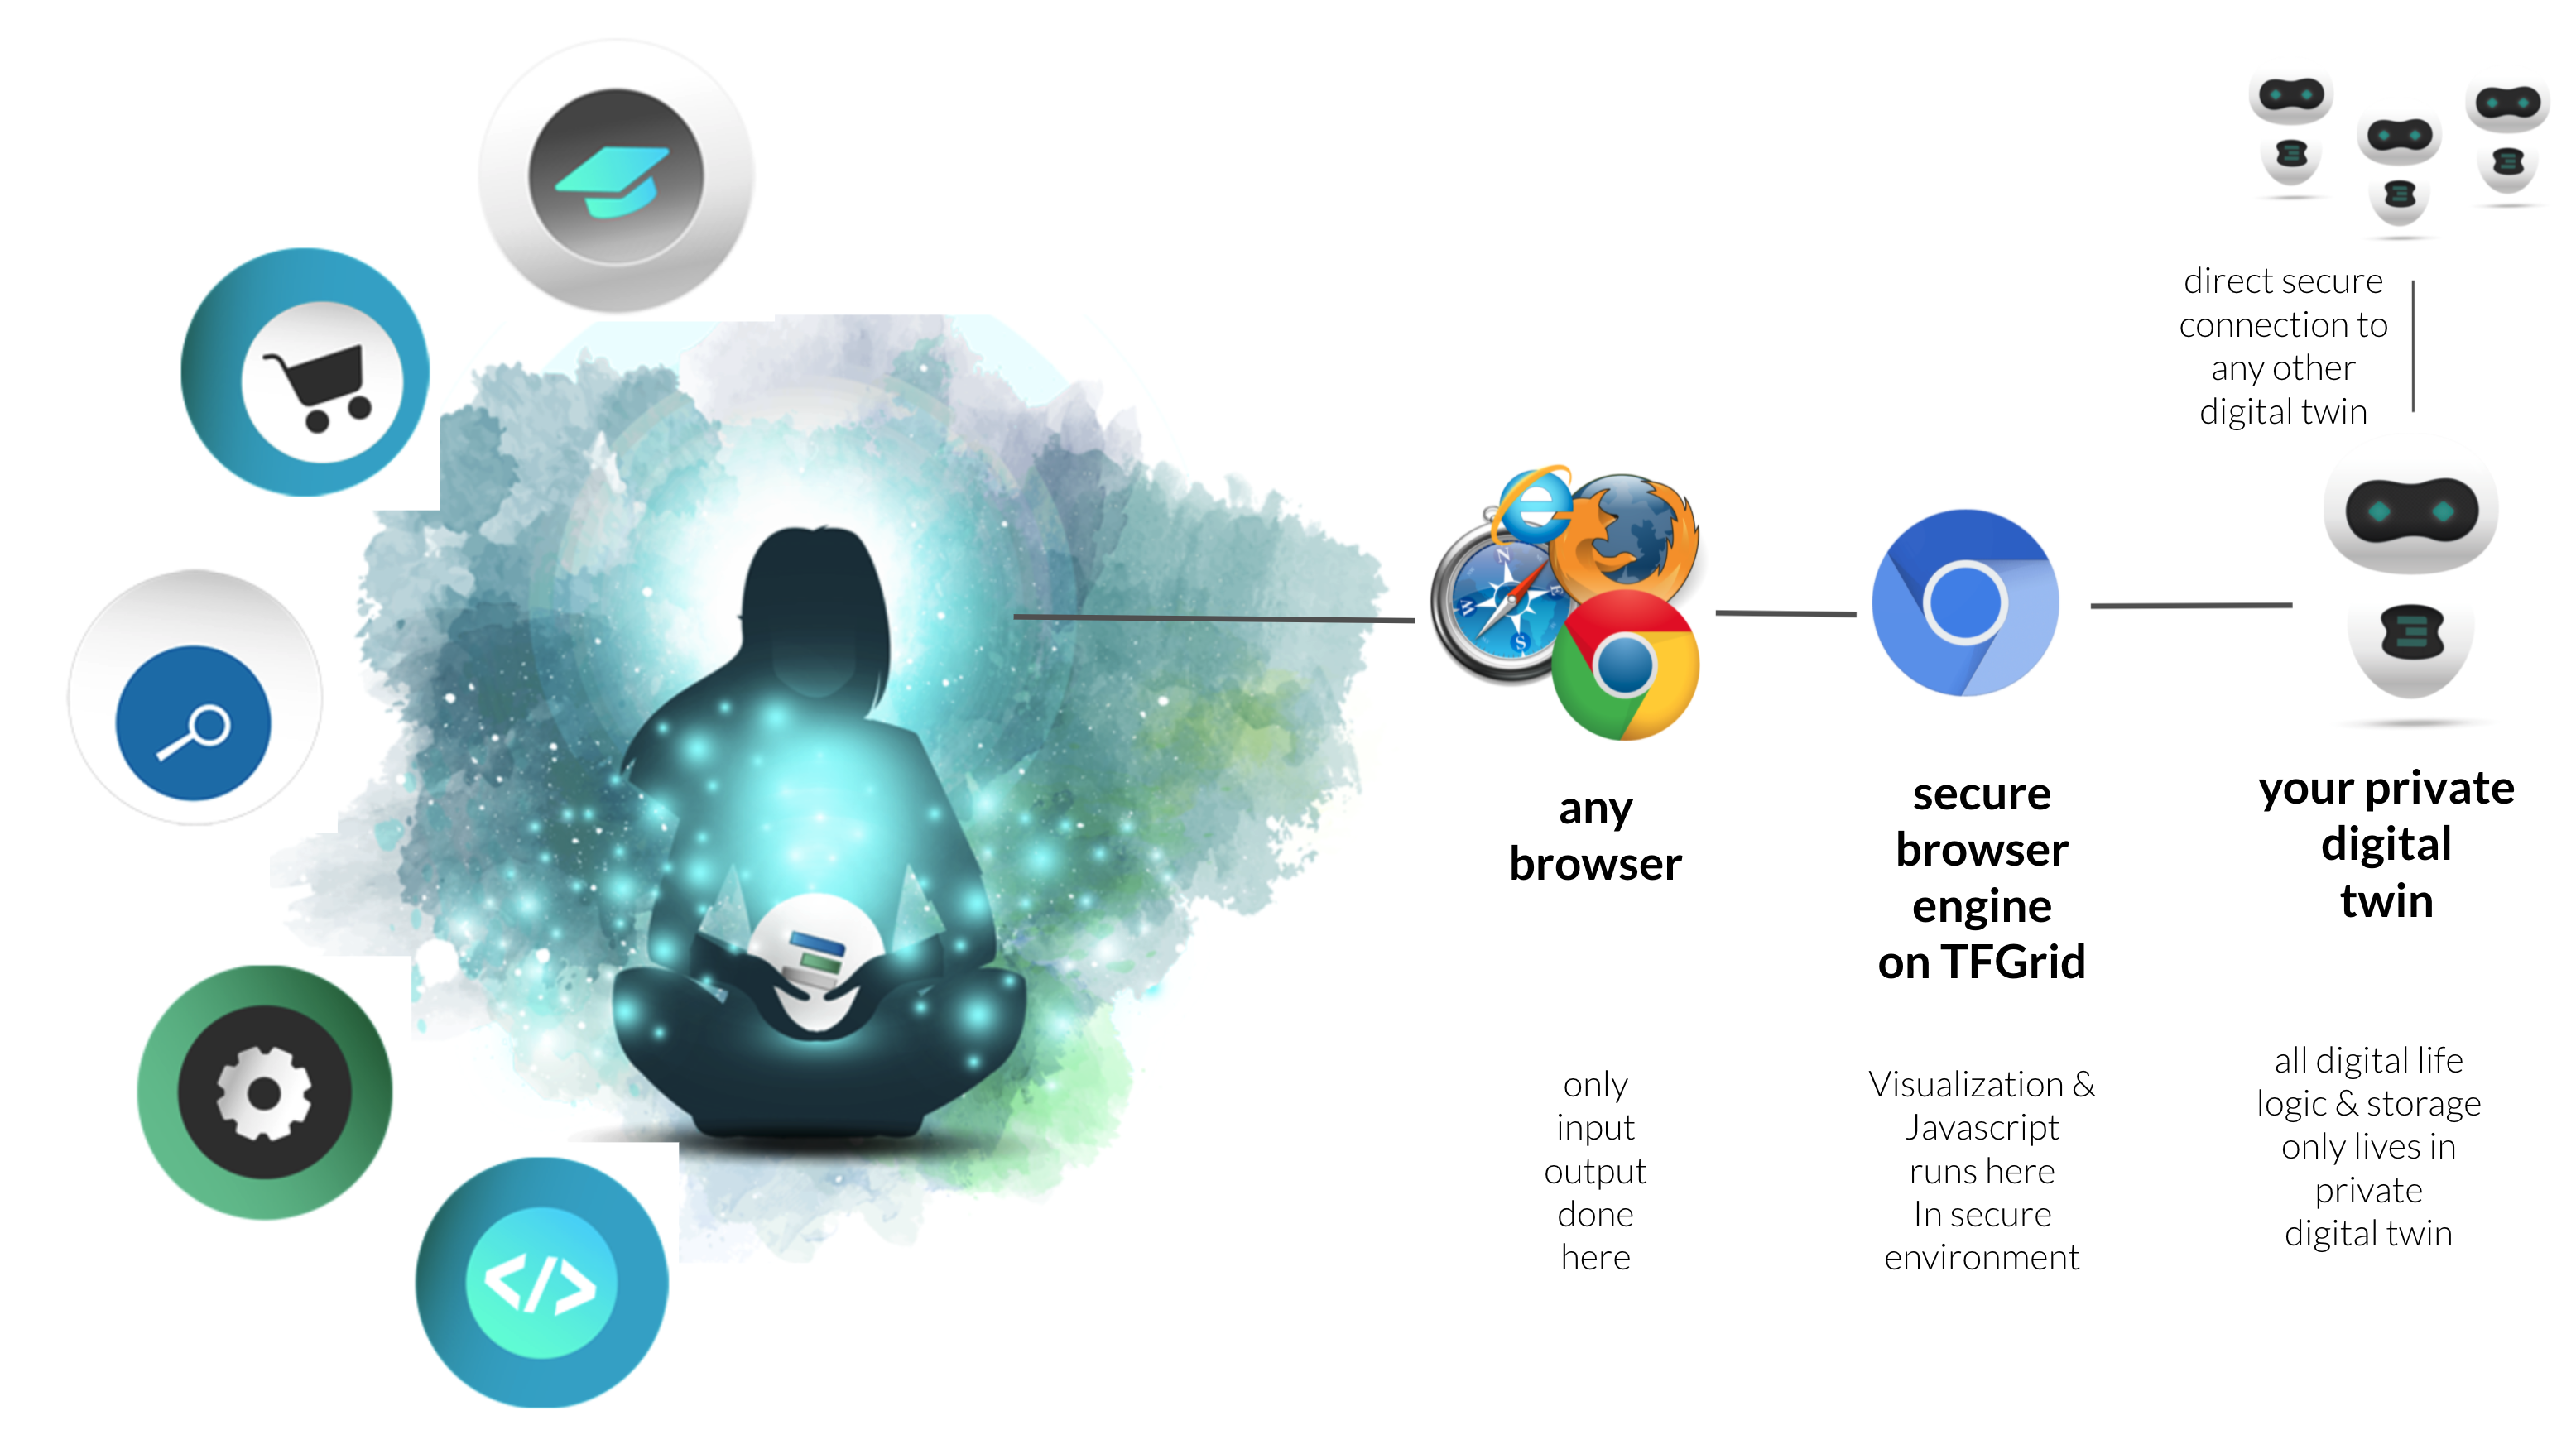 direct secure
connection to
any other
digital twin
any
browser
secure
browser
engine
on TFGrid
your private
digital
twin
only
input
output
done
here
Visualization &
Javascript
runs here
In secure
environment
all digital life
logic & storage
only lives in
private
digital twin